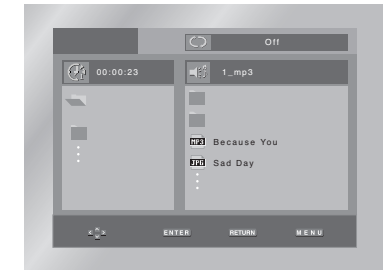 Off
00:00:23
1_mp3
MP3 Because You
JPG Sad Day
ENTER RETURN MENU